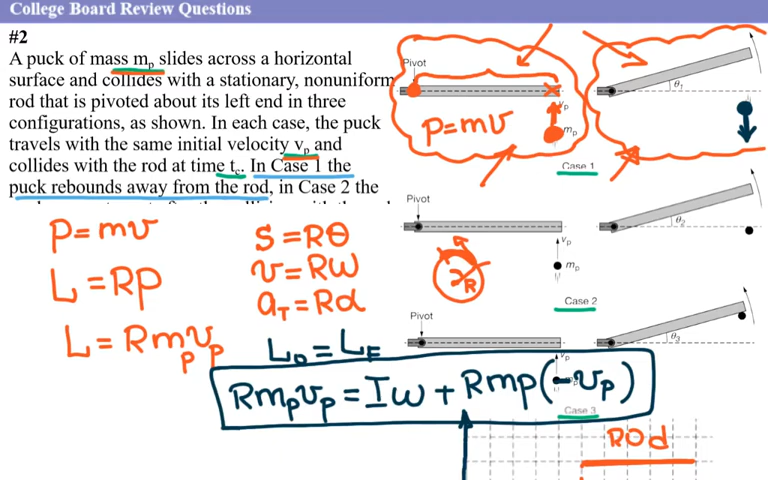 College Board Review Questions
#2
A puck of mass mp slides across a horizontal
surface and collides with a stationary, nonuniform
rod that is pivoted about its left end in three
configurations, as shown. In each case, the puck
travels with the same initial velocity vp and
collides with the rod at time tc. In Case 1 the
puck rebounds away from the rod, in Case 2 the
Pivot
P=mv
vp
mp
θ1
Case 1
Pivot
vp
mp
θ2
Case 2
Pivot
vp
θ3
Case 3
P=mv
L=RP
L=Rmpvp
S=Rθ
v=Rω
aT=Rα
R
Lo=LF
Rmpvp=Iω+Rmp(-vp)
ROd